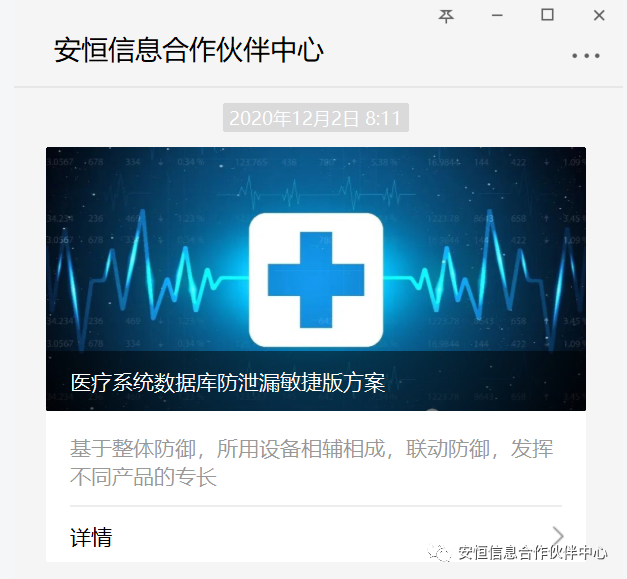 安恒信息合作伙伴中心
2020年12月2日 8:11
医疗系统数据库防泄漏敏捷版方案
基于整体防御，所用设备相辅相成，联动防御，发挥
不同产品的专长
详情
安恒信息合作伙伴中心